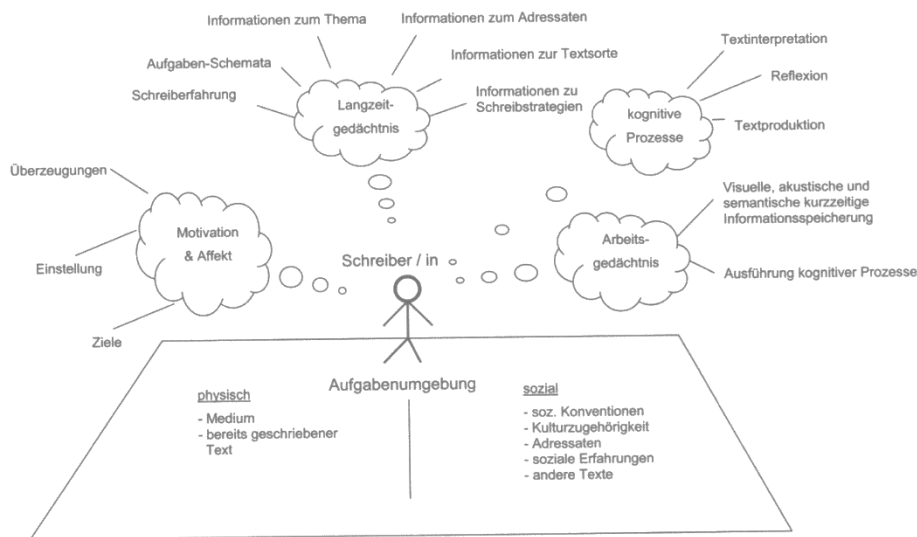 Informationen zum Thema
Informationen zum Adressaten
Aufgaben-Schemata
Informationen zur Textsorte
Schreiberfahrung
Langzeit-
gedächtnis
Informationen zu
Schreibstrategien
Textinterpretation
Reflexion
kognitive
Prozesse
Textproduktion
Überzeugungen
Motivation
& Affekt
Einstellung
Ziele
Visuelle, akustische und
semantische kurzzeitige
Informationsspeicherung
Arbeits-
gedächtnis
Ausführung kognitiver Prozesse
Schreiber / in
Aufgabenumgebung
physisch
- Medium
- bereits geschriebener
Text
sozial
- soz. Konventionen
- Kulturzugehörigkeit
- Adressaten
- soziale Erfahrungen
- andere Texte